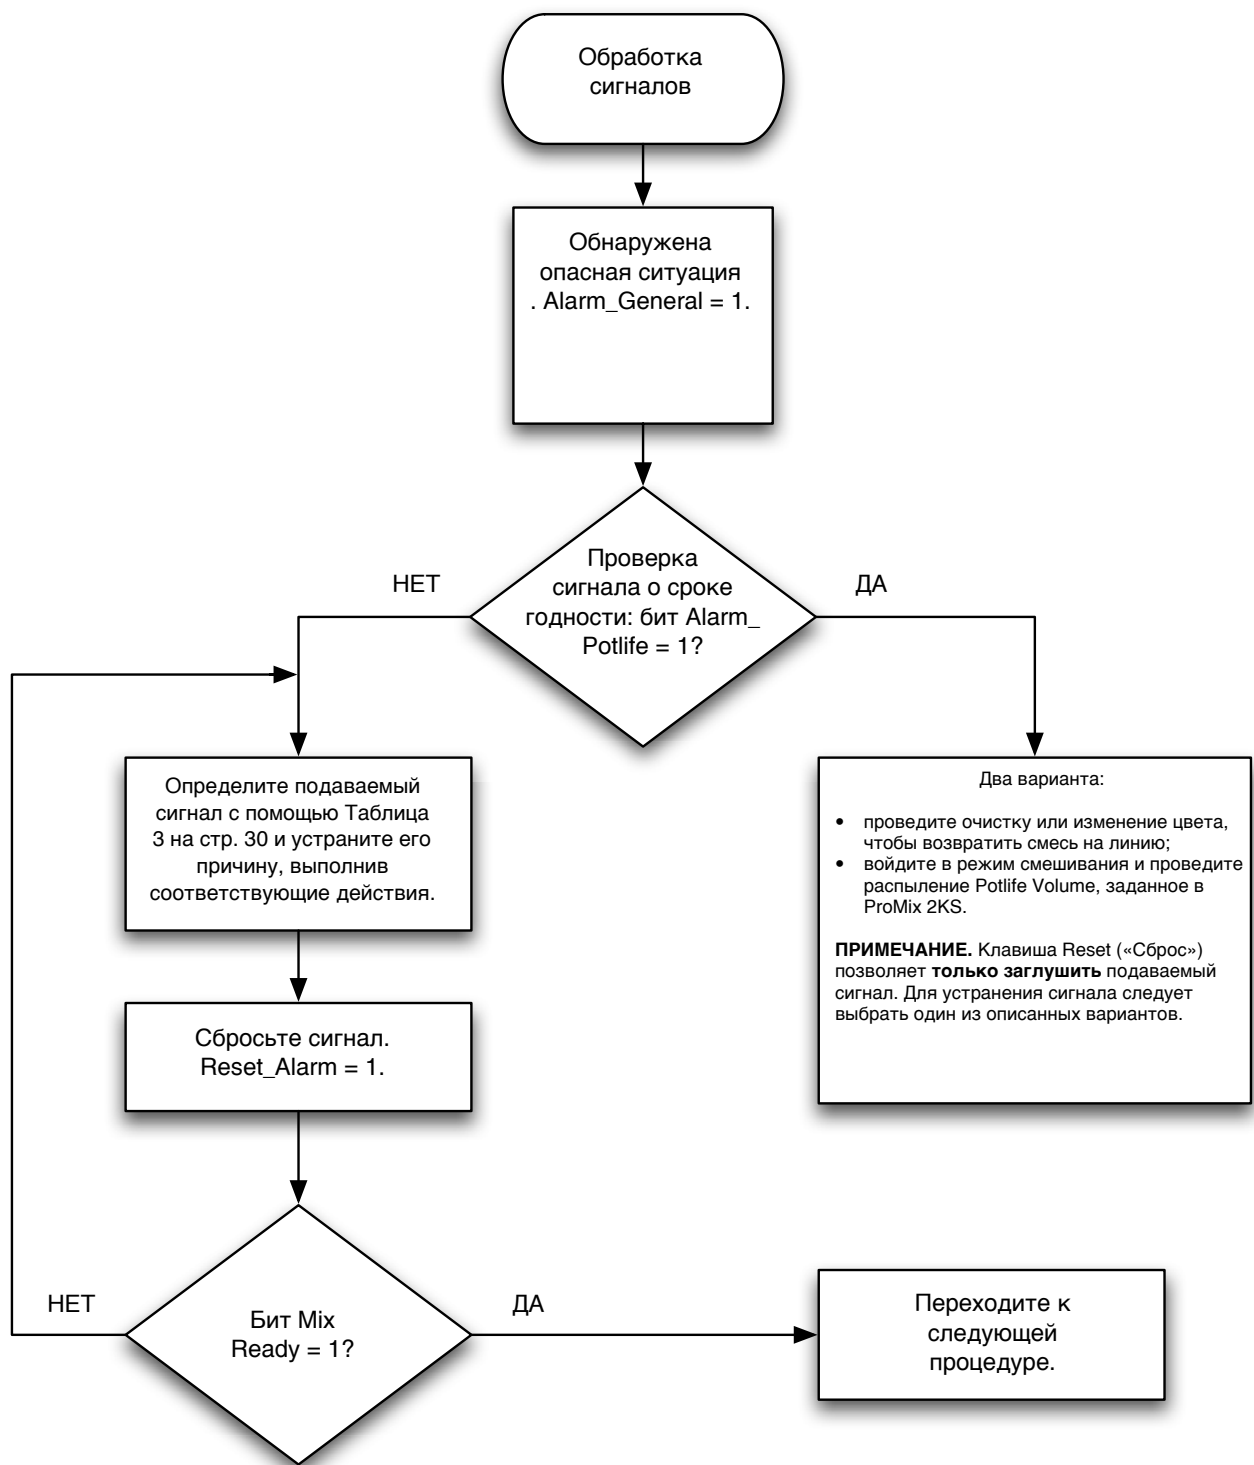 Обработка
сигналов
Обнаружена
опасная ситуация
. Alarm_General = 1.
Проверка
сигнала о сроке
годности: бит Alarm_
Potlife = 1?
НЕТ
ДА
Определите подаваемый
сигнал с помощью Таблица
3 на стр. 30 и устраните его
причину, выполнив
соответствующие действия.
Два варианта:
• проведите очистку или изменение цвета,
чтобы возвратить смесь на линию;
• войдите в режим смешивания и проведите
распыление Potlife Volume, заданное в
ProMix 2KS.
ПРИМЕЧАНИЕ. Клавиша Reset («Сброс»)
позволяет только заглушить подаваемый
сигнал. Для устранения сигнала следует
выбрать один из описанных вариантов.
Сбросьте сигнал.
Reset_Alarm = 1.
НЕТ
Бит Mix
Ready = 1?
ДА
Переходите к
следующей
процедуре.